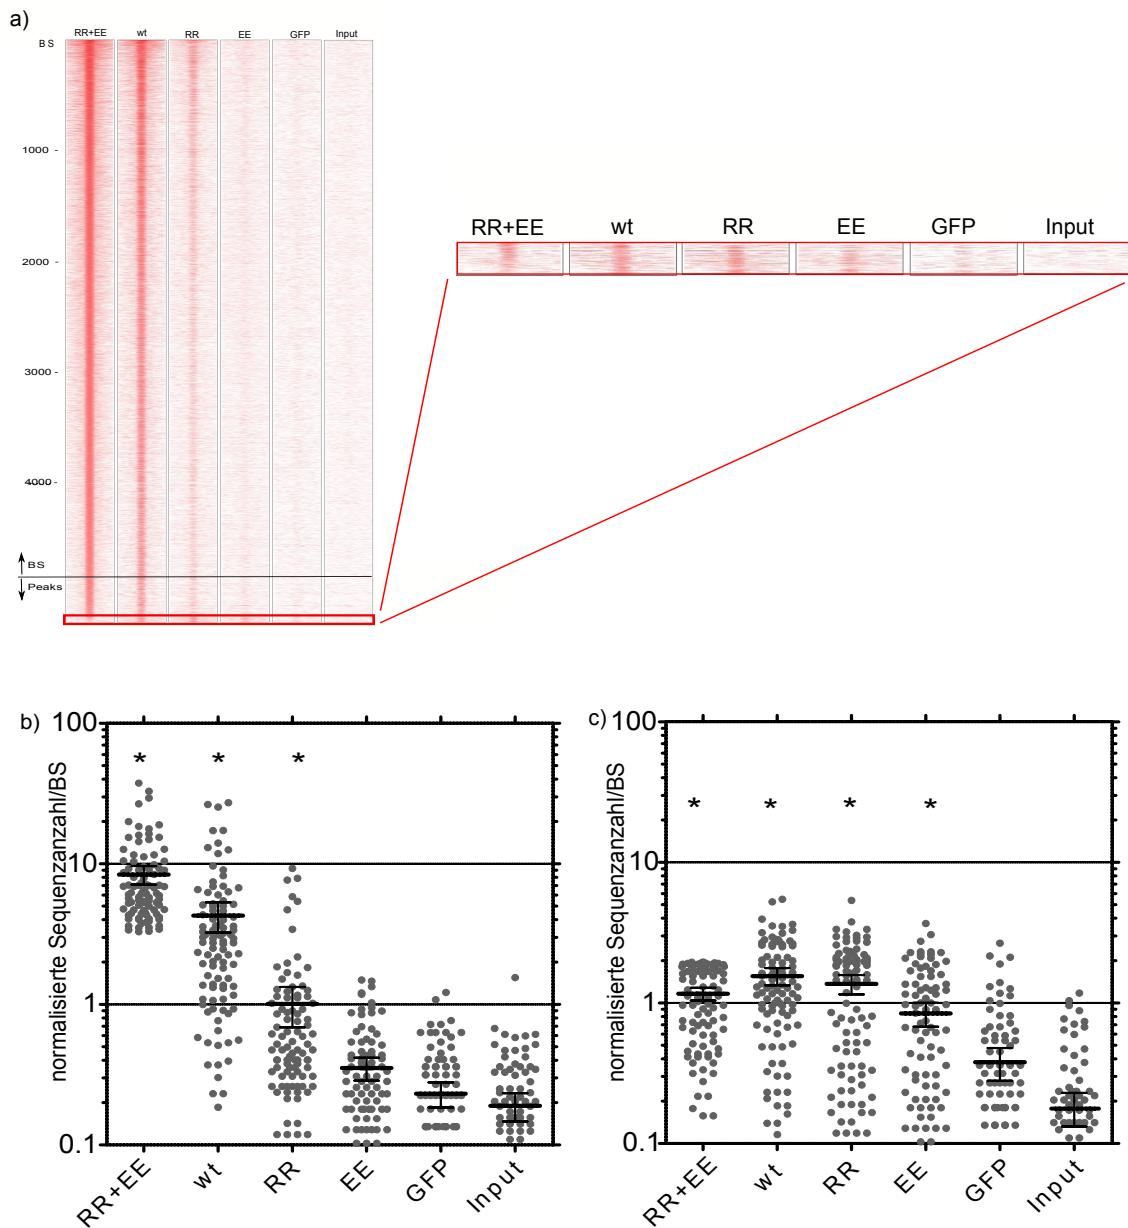 a)
RR+EE wt RR EE GFP Input
BS
1000 -
2000 -
3000 -
4000 -
BS
Peaks
RR+EE wt RR EE GFP Input
b)
normalisierte Sequenzanzahl/BS
100
10
1
0.1
* * *
RR+EE wt RR EE GFP Input
c)
normalisierte Sequenzanzahl/BS
100
10
1
0.1
* * * *
RR+EE wt RR EE GFP Input